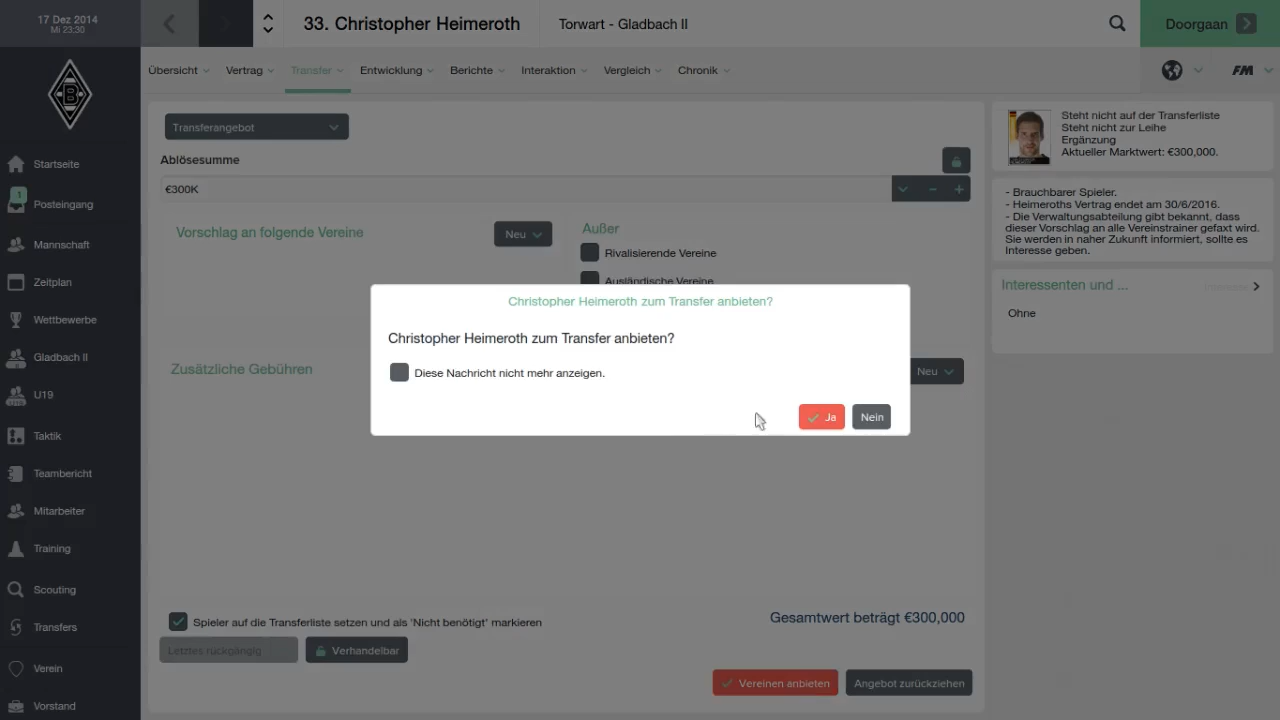 17 Dez 2014
Mi 23:30
33. Christopher Heimeroth
Torwart - Gladbach II
Doorgaan
Übersicht
Vertrag
Transfer
Entwicklung
Berichte
Interaktion
Vergleich
Chronik
FM
Startseite
1
Posteingang
Mannschaft
Zeitplan
Wettbewerbe
Gladbach II
U19
Taktik
Teambericht
Mitarbeiter
Training
Scouting
Transfers
Verein
Vorstand
Transferangebot
Ablösesumme
€300K
Vorschlag an folgende Vereine
Neu
Außer
Rivalisierende Vereine
Ausländische Vereine
Zusätzliche Gebühren
Neu
Christopher Heimeroth zum Transfer anbieten?
Christopher Heimeroth zum Transfer anbieten?
Diese Nachricht nicht mehr anzeigen.
Ja
Nein
Spieler auf die Transferliste setzen und als 'Nicht benötigt' markieren
Gesamtwert beträgt €300,000
Letztes rückgängig
Verhandelbar
Vereinen anbieten
Angebot zurückziehen
Steht nicht auf der Transferliste
Steht nicht zur Leihe
Ergänzung
Aktueller Marktwert: €300,000.
- Brauchbarer Spieler.
- Heimeroths Vertrag endet am 30/6/2016.
- Die Verwaltungsabteilung gibt bekannt, dass
dieser Vorschlag an alle Vereinstrainer gefaxt wird.
Sie werden in naher Zukunft informiert, sollte es
Interesse geben.
Interessenten und ...
Ohne